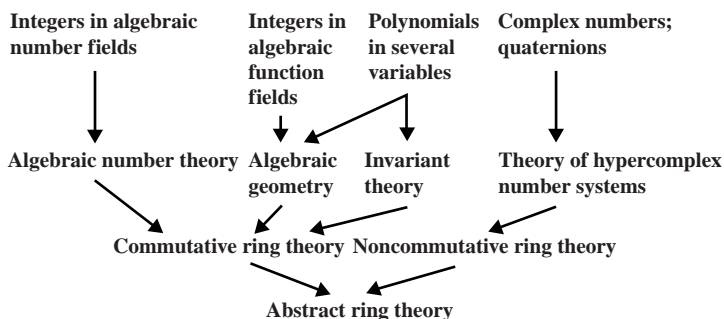 Integers in algebraic
number fields
Integers in
algebraic
function
fields
Polynomials
in several
variables
Complex numbers;
quaternions
Algebraic number theory
Algebraic
geometry
Invariant
theory
Theory of hypercomplex
number systems
Commutative ring theory
Noncommutative ring theory
Abstract ring theory